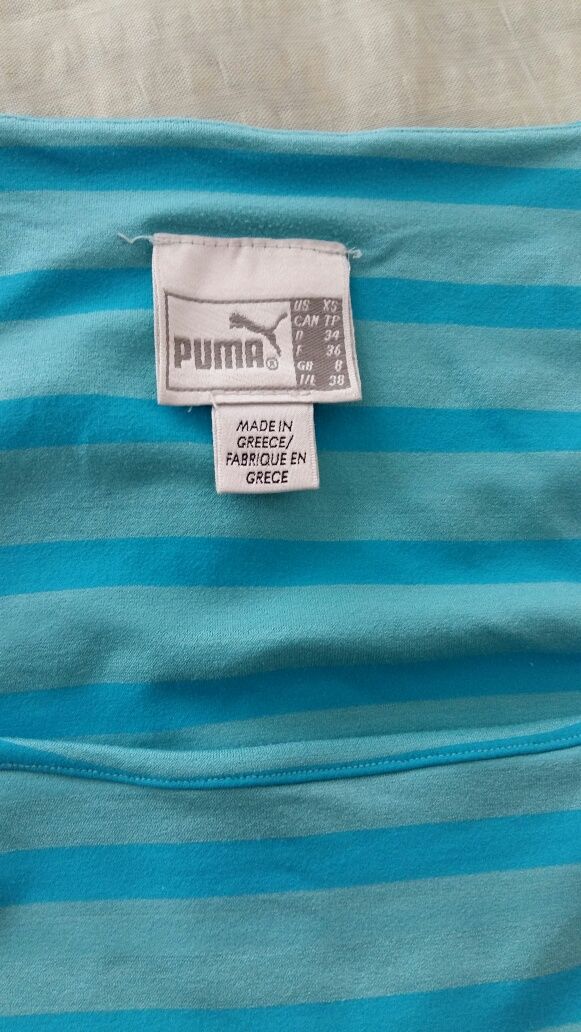 PUMA®
US XS
CAN TP
D 34
F 36
GB 8
I/E 38
MADE IN
GREECE/
FABRIQUE EN
GRECE